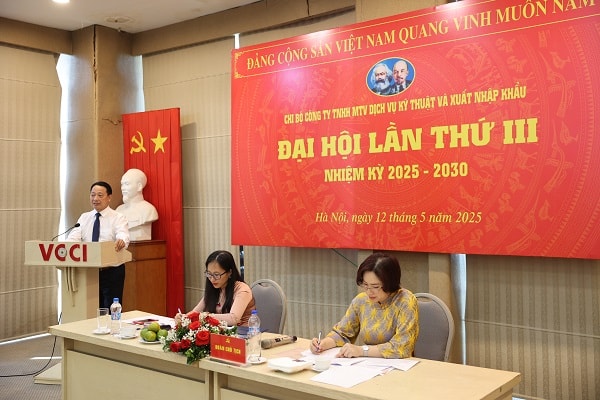 ĐẢNG CỘNG SẢN VIỆT NAM QUANG VINH MUÔN NĂM
CHI BỘ CÔNG TY TNHH MTV DỊCH VỤ KỸ THUẬT VÀ XUẤT NHẬP KHẨU
ĐẠI HỘI LẦN THỨ III
NHIỆM KỲ 2025 - 2030
Hà Nội, ngày 12 tháng 5 năm 2025
VCCI
ĐOÀN CHỦ TỊCH